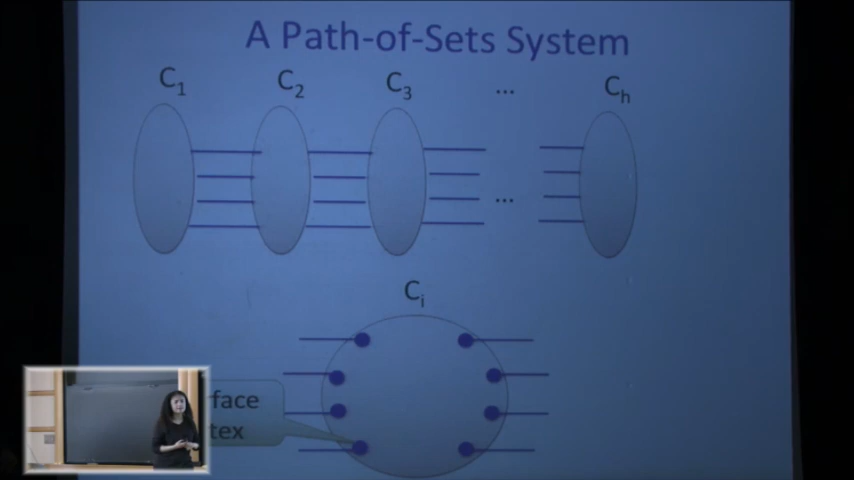 A Path-of-Sets System
C1 C2 C3 ... Ch
...
Ci
face
tex